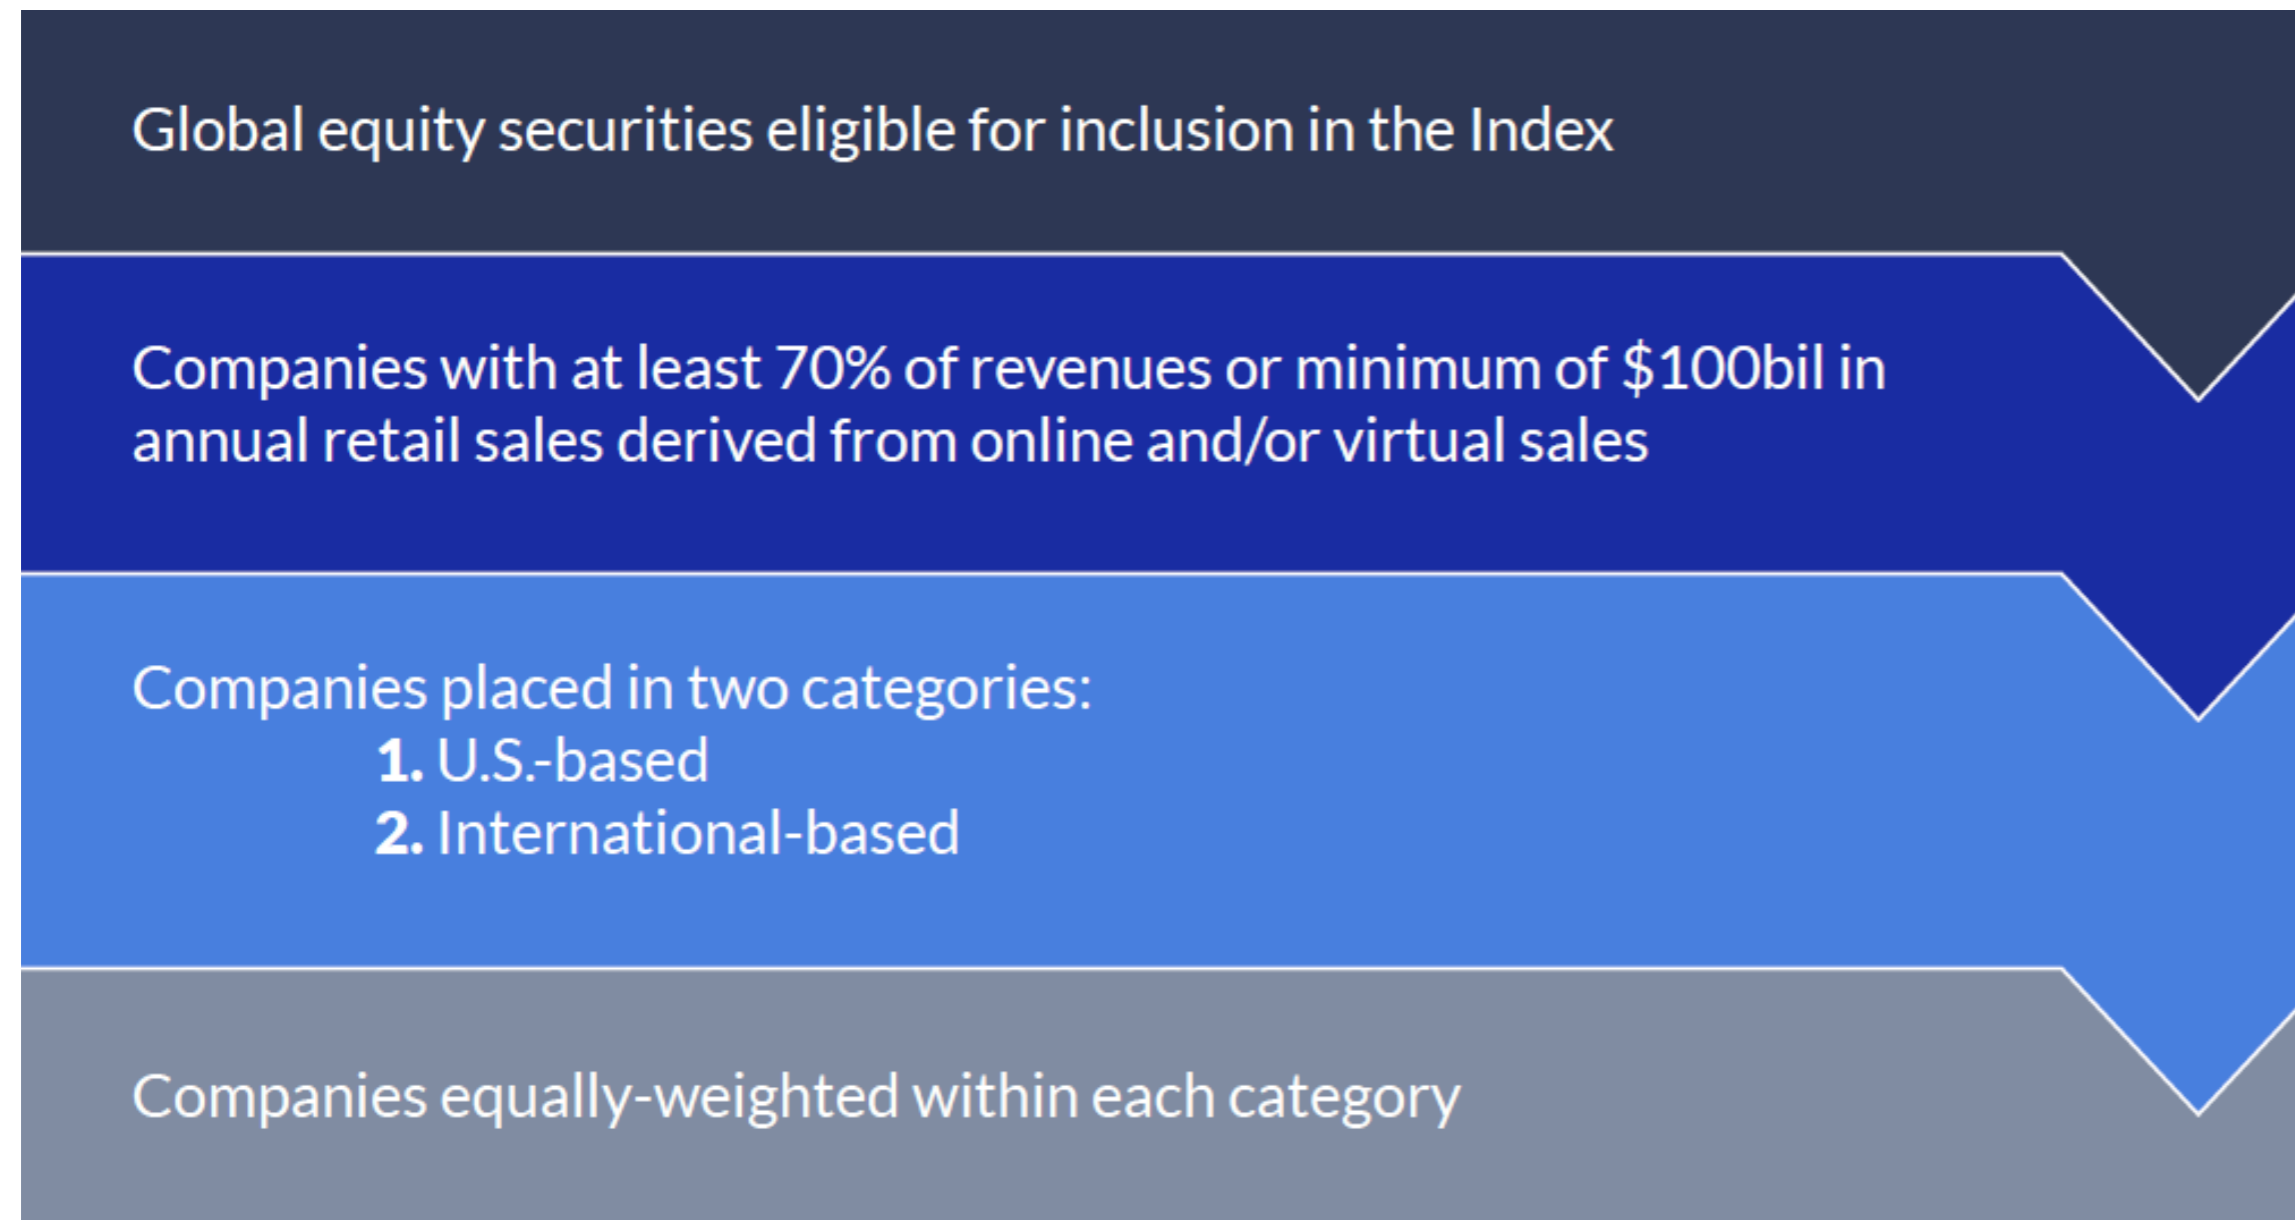 Global equity securities eligible for inclusion in the Index
Companies with at least 70% of revenues or minimum of $100bil in
annual retail sales derived from online and/or virtual sales
Companies placed in two categories:
1. U.S.-based
2. International-based
Companies equally-weighted within each category